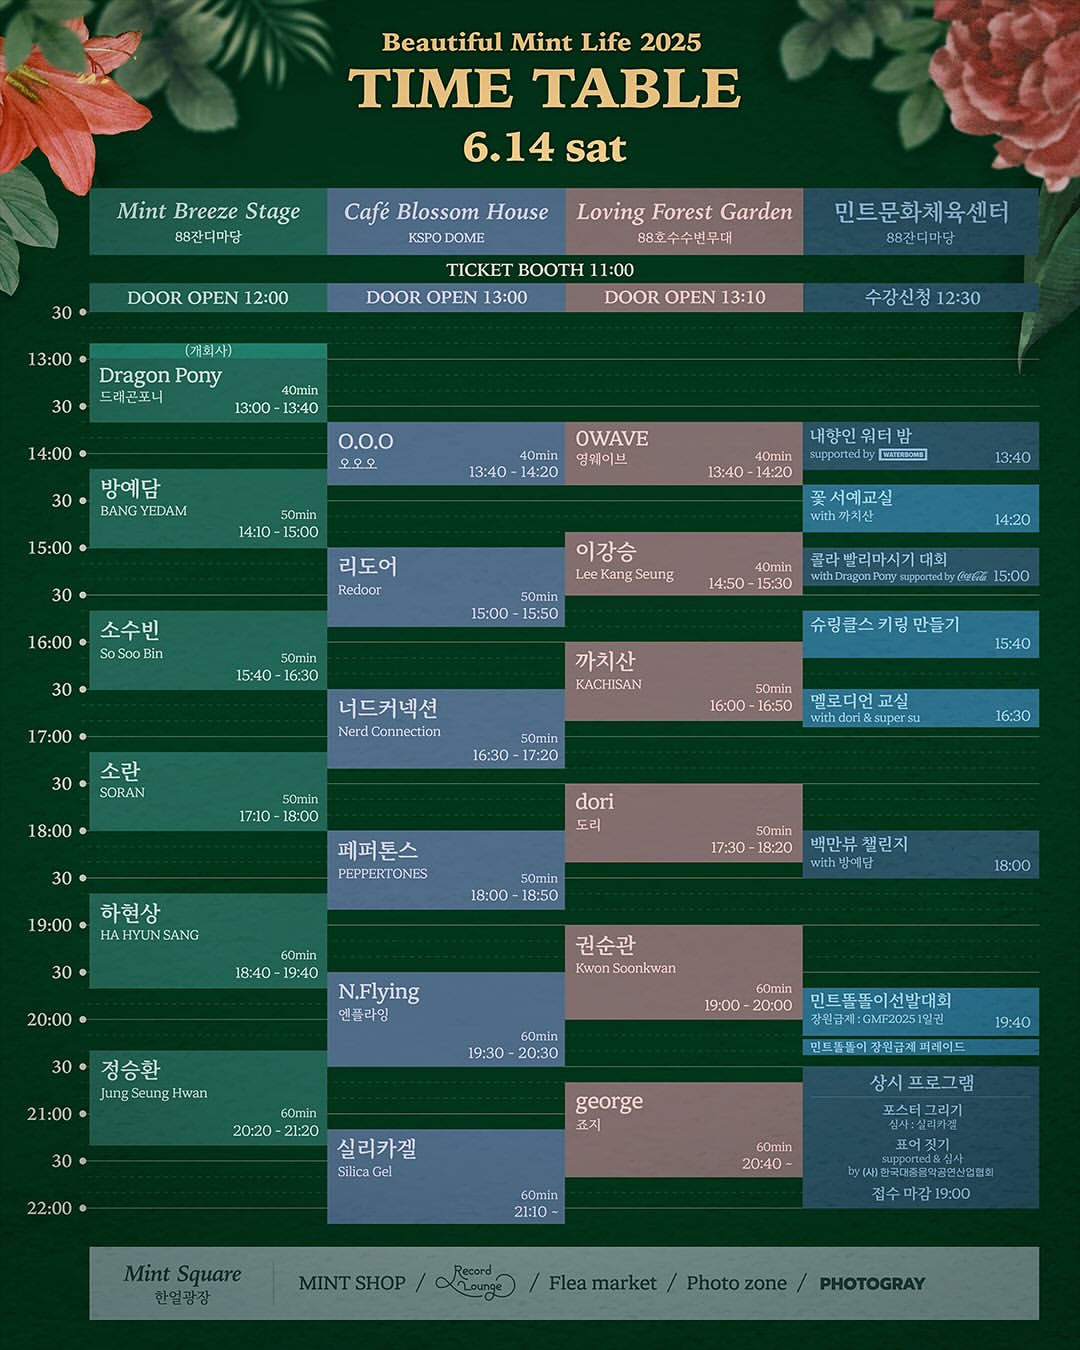 Beautiful Mint Life 2025
TIME TABLE
6.14 sat
Mint Breeze Stage
88잔디마당
Café Blossom House
KSPO DOME
Loving Forest Garden
88호수수변무대
민트문화체육센터
88잔디마당
TICKET BOOTH 11:00
DOOR OPEN 12:00
DOOR OPEN 13:00
DOOR OPEN 13:10
수강신청 12:30
30
13:00
30
14:00
30
15:00
30
16:00
30
17:00
30
18:00
30
19:00
30
20:00
30
21:00
30
22:00
(개회사)
Dragon Pony
드래곤포니
40min
13:00 - 13:40
방예담
BANG YEDAM
50min
14:10 - 15:00
소수빈
So Soo Bin
50min
15:40 - 16:30
소란
SORAN
50min
17:10 - 18:00
하현상
HA HYUN SANG
60min
18:40 - 19:40
정승환
Jung Seung Hwan
60min
20:20 - 21:20
O.O.O
오오오
40min
13:40 - 14:20
리도어
Redoor
50min
15:00 - 15:50
너드커넥션
Nerd Connection
50min
16:30 - 17:20
페퍼톤스
PEPPERTONES
50min
18:00 - 18:50
N.Flying
엔플라잉
60min
19:30 - 20:30
실리카겔
Silica Gel
60min
21:10 ~
0WAVE
영웨이브
40min
13:40 - 14:20
이강승
Lee Kang Seung
40min
14:50 - 15:30
까치산
KACHISAN
50min
16:00 - 16:50
dori
도리
50min
17:30 - 18:20
권순관
Kwon Soonkwan
60min
19:00 - 20:00
george
죠지
60min
20:40 ~
내향인 워터 밤
supported by WATERBOMB
13:40
꽃 서예교실
with 까치산
14:20
콜라 빨리마시기 대회
with Dragon Pony supported by Coca-Cola 15:00
슈링클스 키링 만들기
15:40
멜로디언 교실
with dori & super su
16:30
백만뷰 챌린지
with 방예담
18:00
민트똘똘이선발대회
장원급제 : GMF2025 1일권
19:40
민트똘똘이 장원급제 퍼레이드
상시 프로그램
포스터 그리기
심사 : 실리카겔
표어 짓기
supported & 심사
by (사) 한국대중음악공연산업협회
접수 마감 19:00
Mint Square
한얼광장
MINT SHOP / Record Lounge / Flea market / Photo zone / PHOTOGRAY